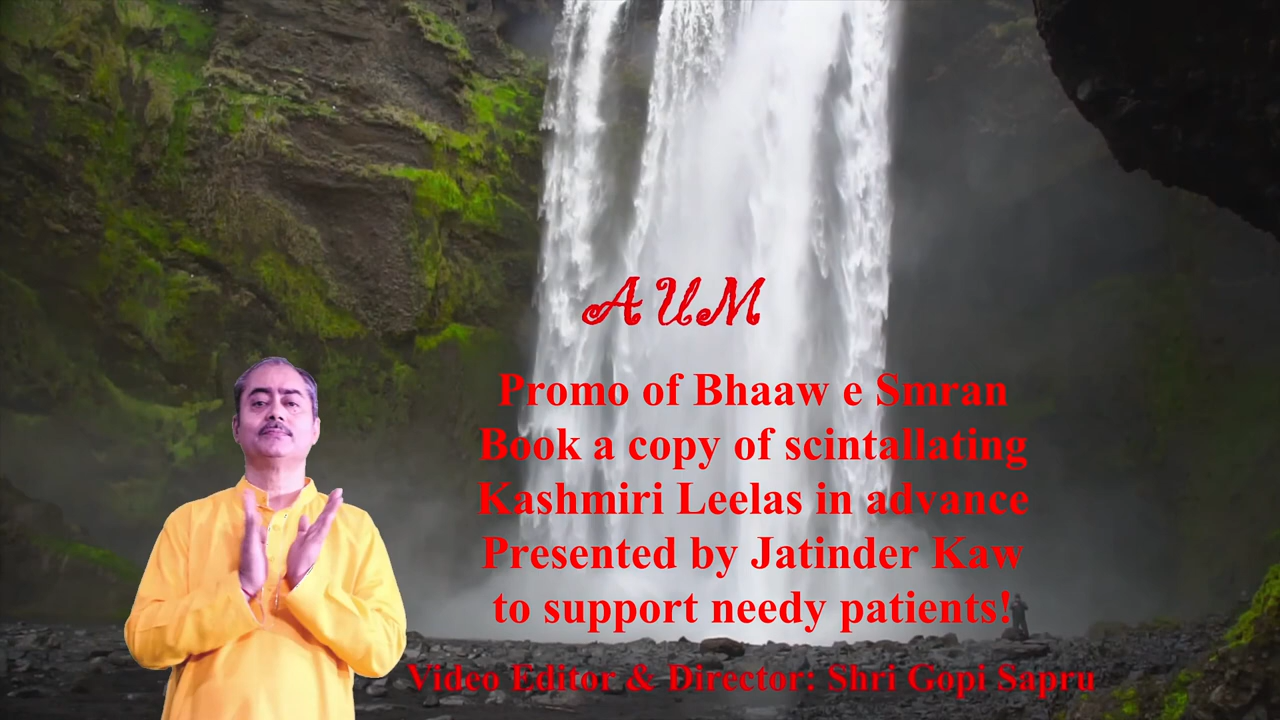 AUM
Promo of Bhaaw e Smran
Book a copy of scintallating
Kashmiri Leelas in advance
Presented by Jatinder Kaw
to support needy patients!
Video Editor & Director: Shri Gopi Sapru